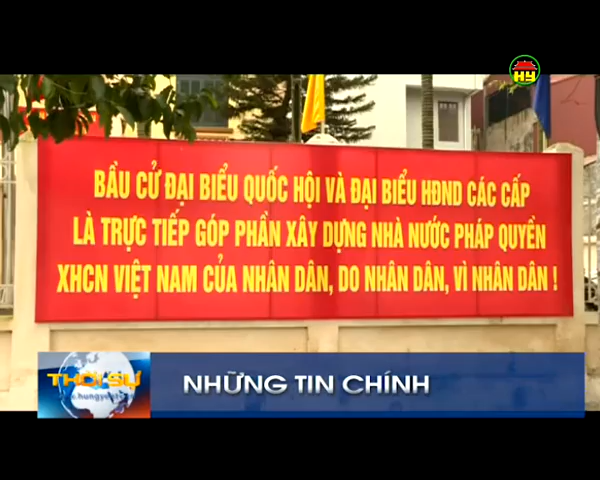 HY
BẦU CỬ ĐẠI BIỂU QUỐC HỘI VÀ ĐẠI BIỂU HĐND CÁC CẤP
LÀ TRỰC TIẾP GÓP PHẦN XÂY DỰNG NHÀ NƯỚC PHÁP QUYỀN
XHCN VIỆT NAM CỦA NHÂN DÂN, DO NHÂN DÂN, VÌ NHÂN DÂN !
THỜI SỰ
NHỮNG TIN CHÍNH